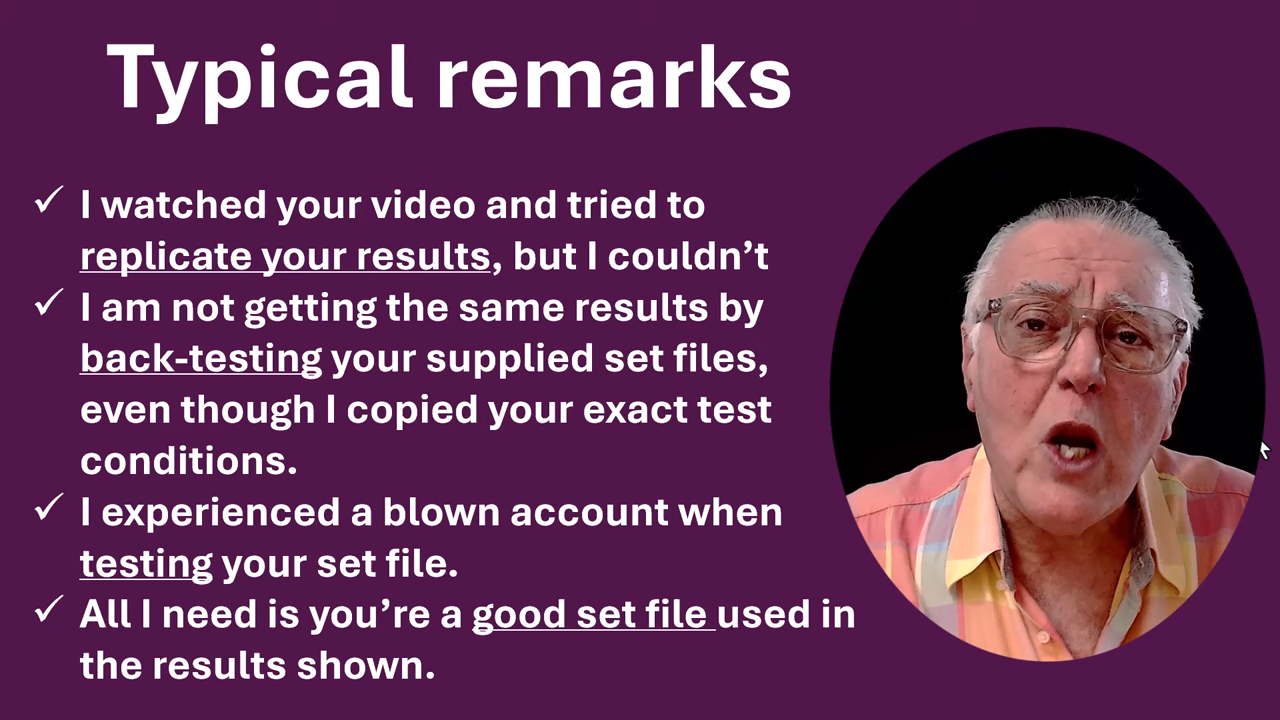 Typical remarks
✓ I watched your video and tried to
replicate your results, but I couldn’t
✓ I am not getting the same results by
back-testing your supplied set files,
even though I copied your exact test
conditions.
✓ I experienced a blown account when
testing your set file.
✓ All I need is you’re a good set file used in
the results shown.